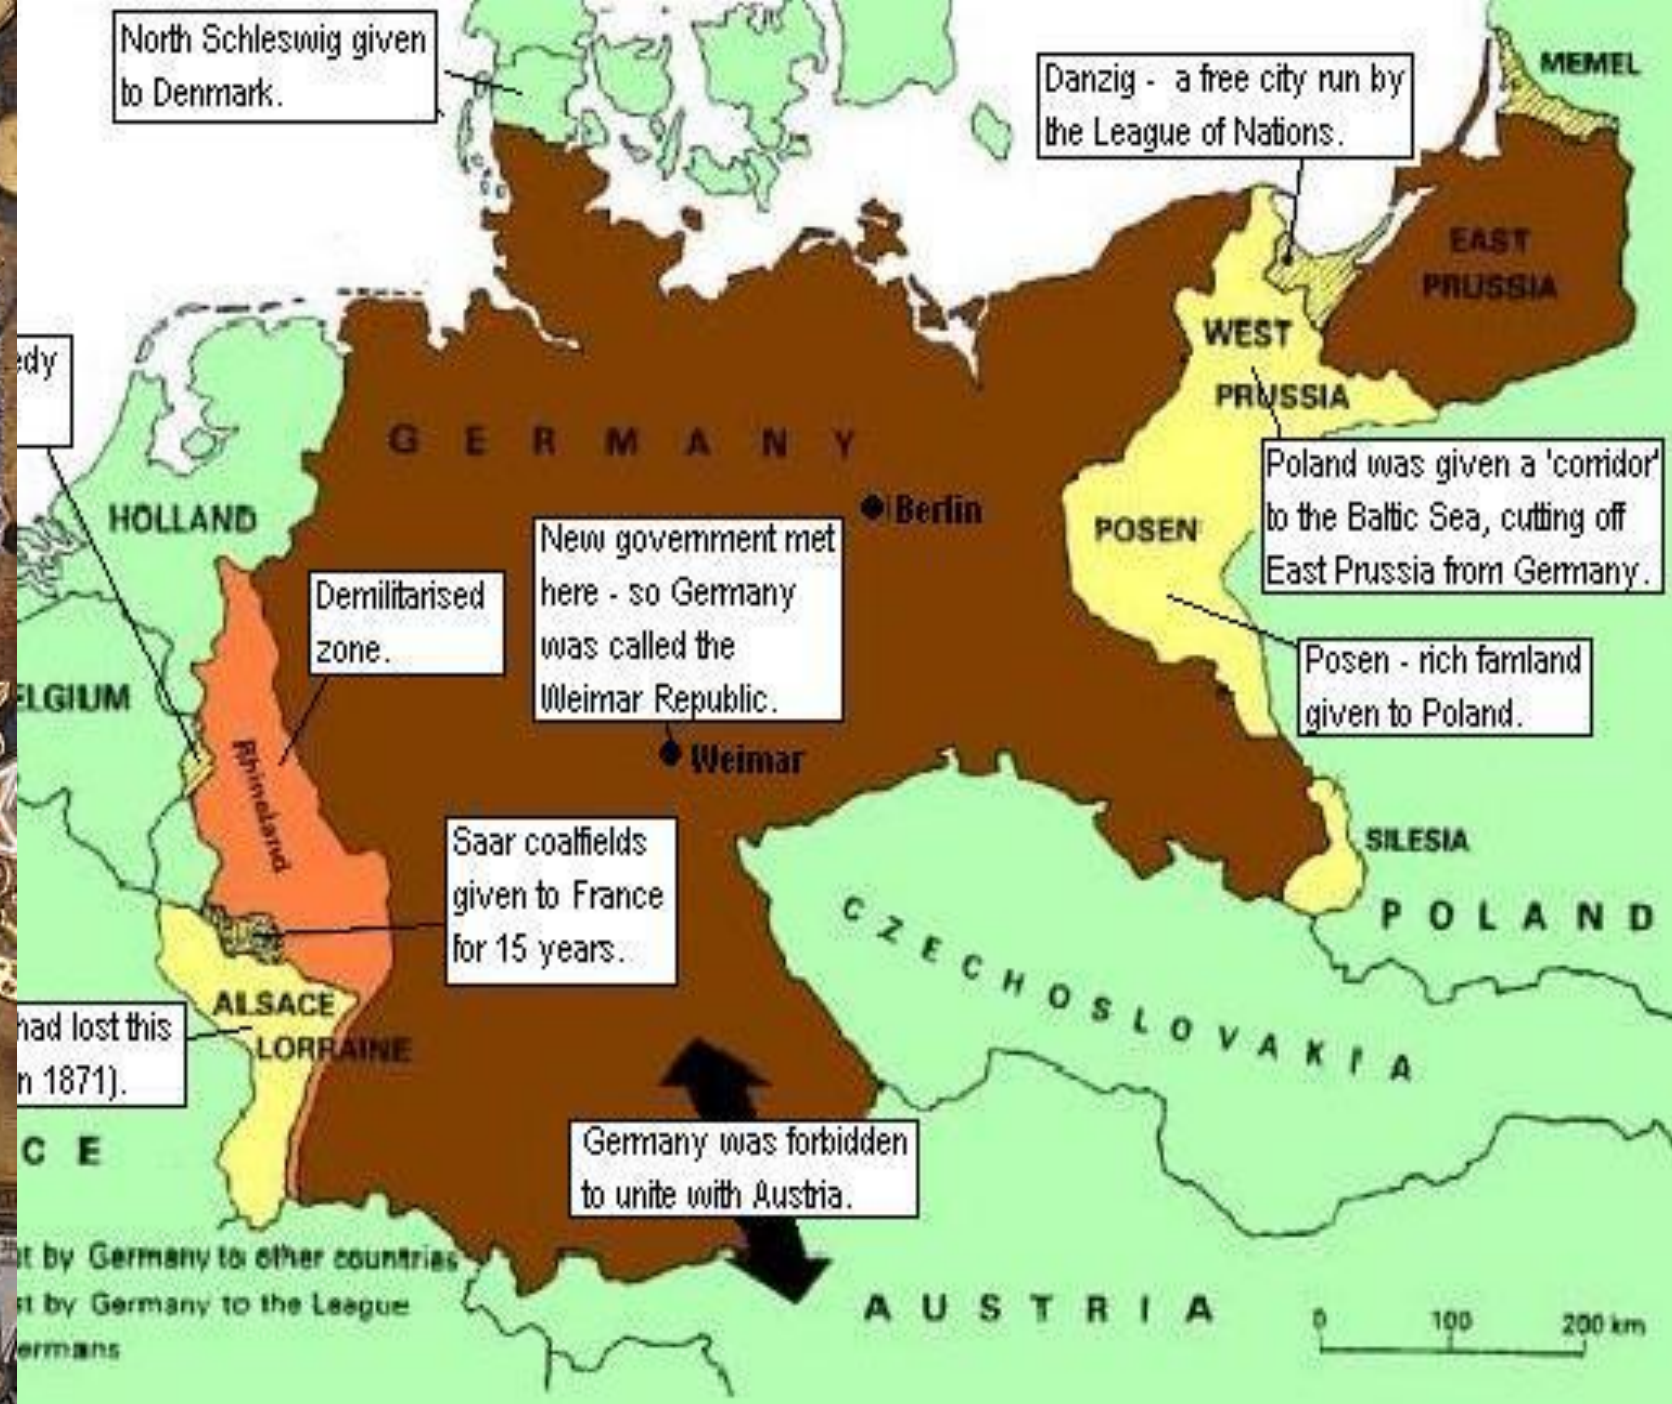 North Schleswig given
to Denmark.
Danzig - a free city run by
the League of Nations.
MEMEL
EAST
PRUSSIA
WEST
PRUSSIA
edy
GERMANY
Berlin
HOLLAND
POSEN
Poland was given a 'corridor'
to the Baltic Sea, cutting off
East Prussia from Germany.
New government met
here - so Germany
was called the
Weimar Republic.
Demilitarised
zone.
Posen - rich famland
given to Poland.
ELGIUM
Weimar
Rhineland
Saar coalfields
given to France
for 15 years.
SILESIA
POLAND
CZECHOSLOVAKIA
ALSACE
LORRAINE
had lost this
n 1871).
CE
Germany was forbidden
to unite with Austria.
t by Germany to other countries
st by Germany to the League
ermans
AUSTRIA
0 100 200 km